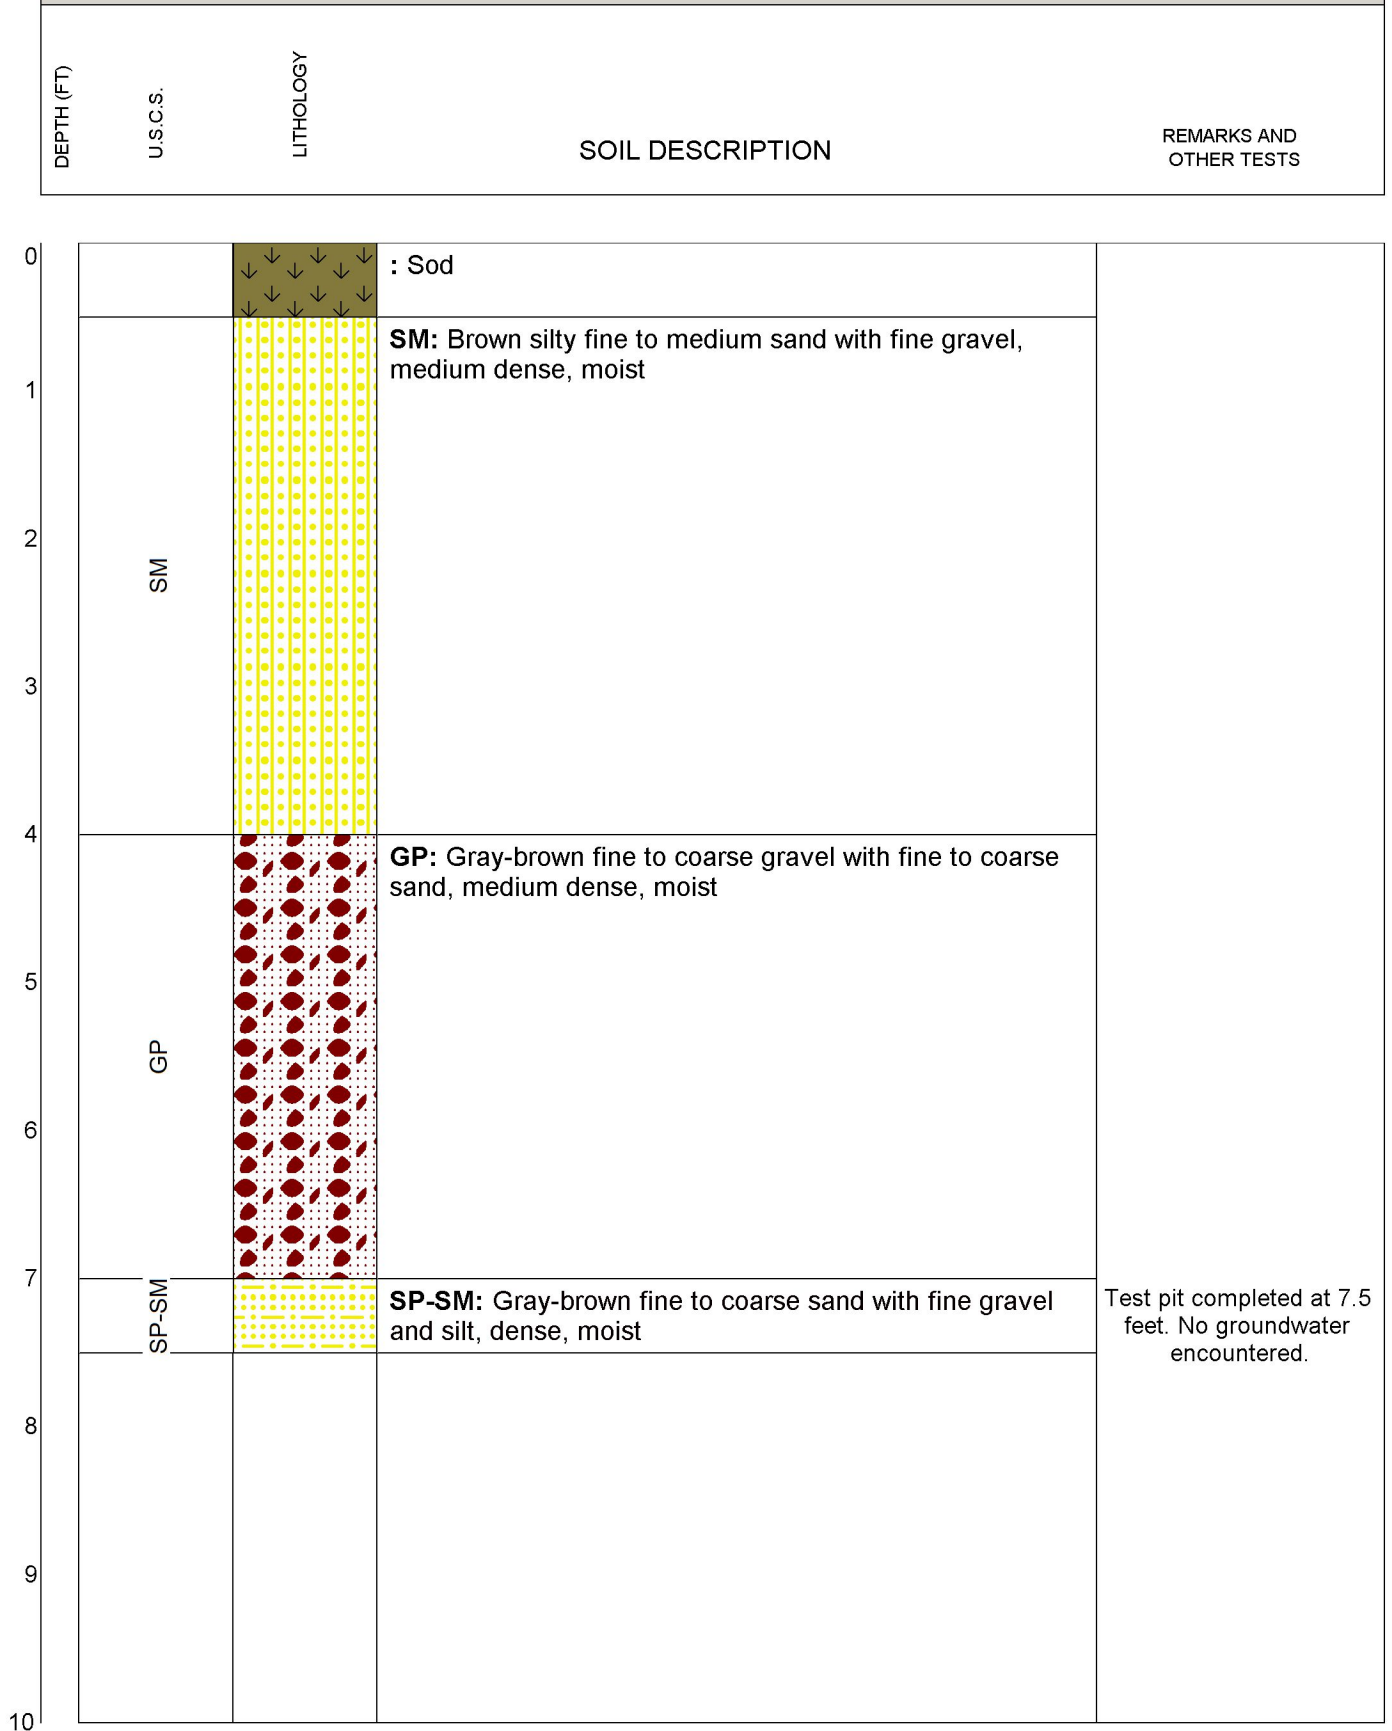 DEPTH (FT)
U.S.C.S.
LITHOLOGY
SOIL DESCRIPTION
REMARKS AND
OTHER TESTS
0
: Sod
SM: Brown silty fine to medium sand with fine gravel,
medium dense, moist
1
2
SM
3
4
GP: Gray-brown fine to coarse gravel with fine to coarse
sand, medium dense, moist
5
GP
6
7
SP-SM
SP-SM: Gray-brown fine to coarse sand with fine gravel
and silt, dense, moist
Test pit completed at 7.5
feet. No groundwater
encountered.
8
9
10